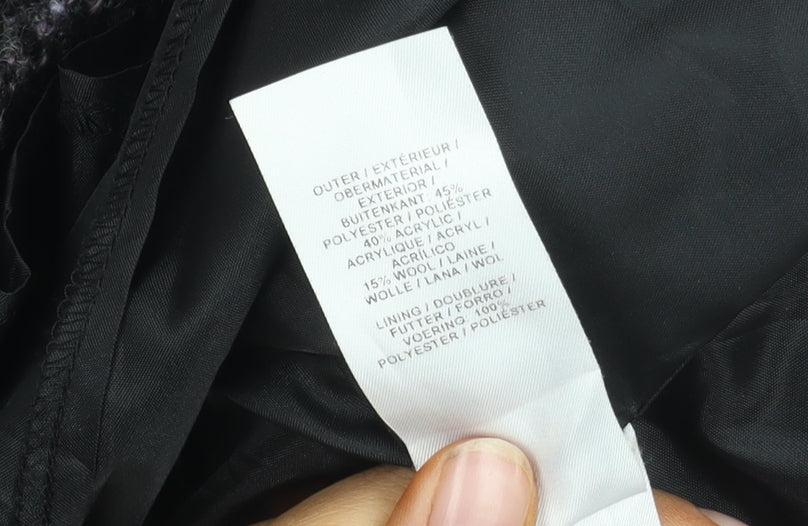 OUTER / EXTÉRIEUR /
OBERMATERIAL /
EXTERIOR /
BUITENKANT: 45%
POLYESTER / POLIÉSTER
40% ACRYLIC /
ACRYLIQUE / ACRYL /
ACRÍLICO
15% WOOL / LAINE /
WOLLE / LANA / WOL
LINING / DOUBLURE /
FUTTER / FORRO /
VOERING: 100%
POLYESTER / POLIÉSTER